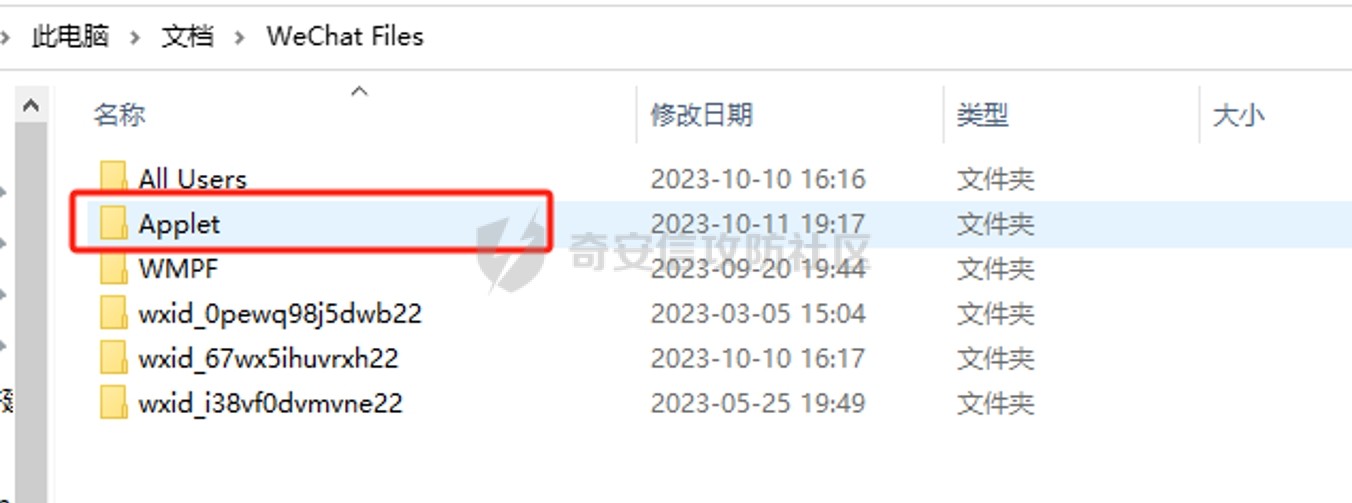 此电脑 › 文档 › WeChat Files
名称 修改日期 类型 大小
All Users 2023-10-10 16:16 文件夹
Applet 2023-10-11 19:17 文件夹
奇安信攻防社区
WMPF 2023-09-20 19:44 文件夹
wxid_0pewq98j5dwb22 2023-03-05 15:04 文件夹
wxid_67wx5ihuvrxh22 2023-10-10 16:17 文件夹
wxid_i38vf0dvmvne22 2023-05-25 19:49 文件夹